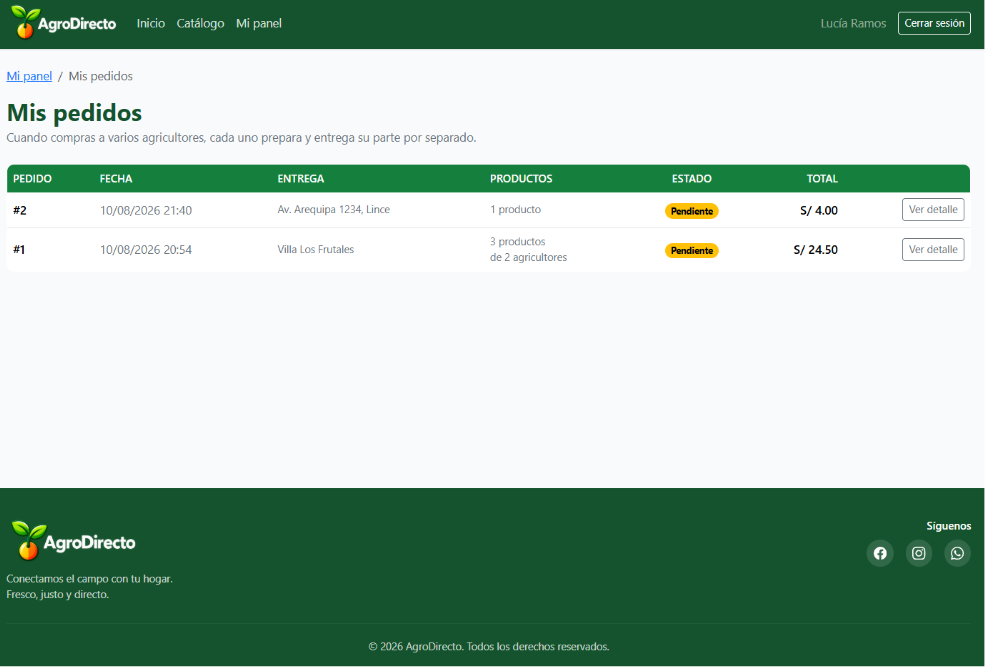 AgroDirecto Inicio Catálogo Mi panel Lucía Ramos Cerrar sesión
Mi panel / Mis pedidos
Mis pedidos
Cuando compras a varios agricultores, cada uno prepara y entrega su parte por separado.
PEDIDO FECHA ENTREGA PRODUCTOS ESTADO TOTAL
#2 10/08/2026 21:40 Av. Arequipa 1234, Lince 1 producto Pendiente S/ 4.00 Ver detalle
#1 10/08/2026 20:54 Villa Los Frutales 3 productos Pendiente S/ 24.50 Ver detalle
de 2 agricultores
Síguenos
AgroDirecto
Conectamos el campo con tu hogar.
Fresco, justo y directo.
© 2026 AgroDirecto. Todos los derechos reservados.